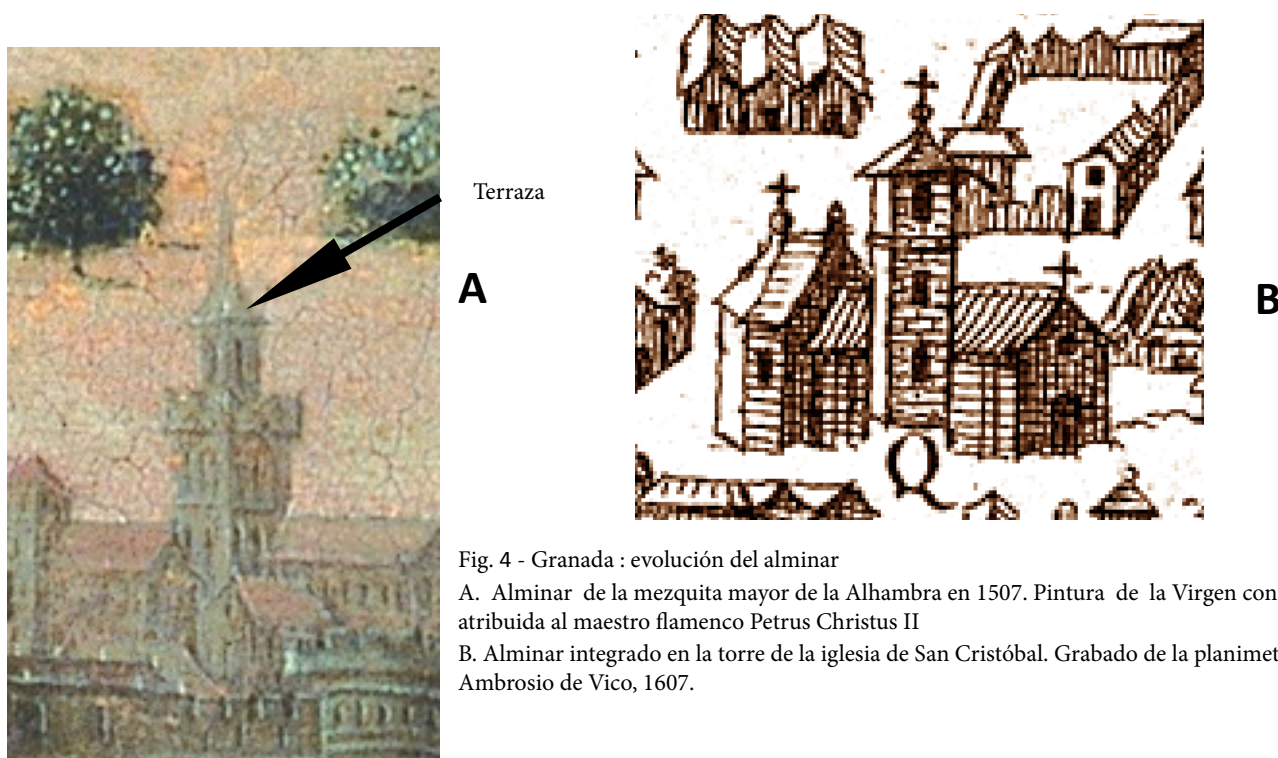 Terraza
A
B
Q
Fig. 4 - Granada : evolución del alminar
A. Alminar de la mezquita mayor de la Alhambra en 1507. Pintura de la Virgen con
atribuida al maestro flamenco Petrus Christus II
B. Alminar integrado en la torre de la iglesia de San Cristóbal. Grabado de la planimet
Ambrosio de Vico, 1607.